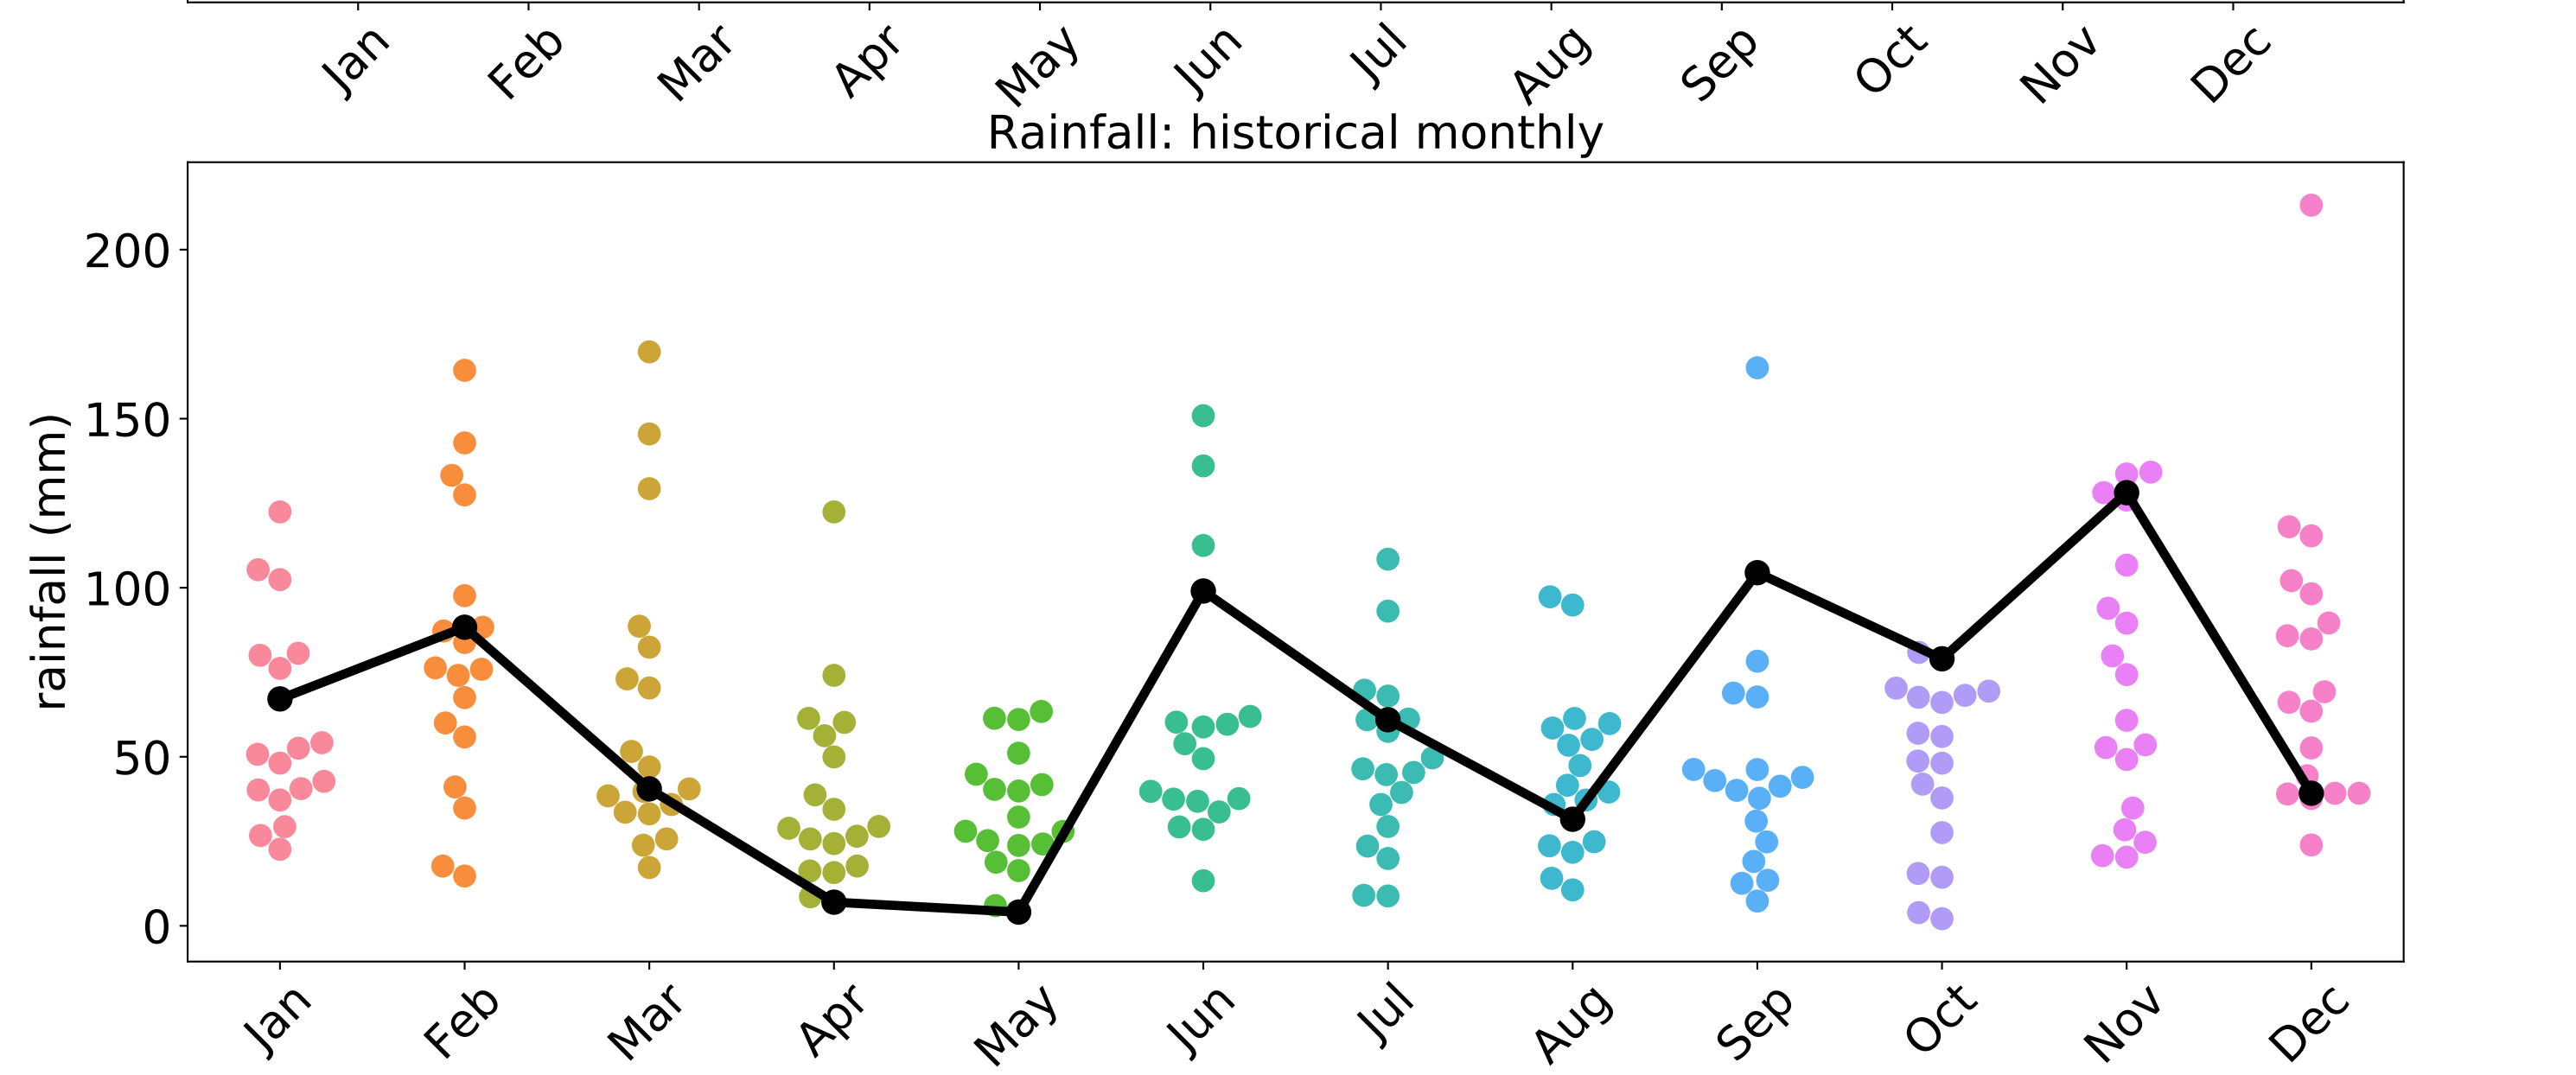 Jan Feb Mar Apr May Jun Jul Aug Sep Oct Nov Dec
Rainfall: historical monthly
rainfall (mm)
200
150
100
50
0
Jan Feb Mar Apr May Jun Jul Aug Sep Oct Nov Dec